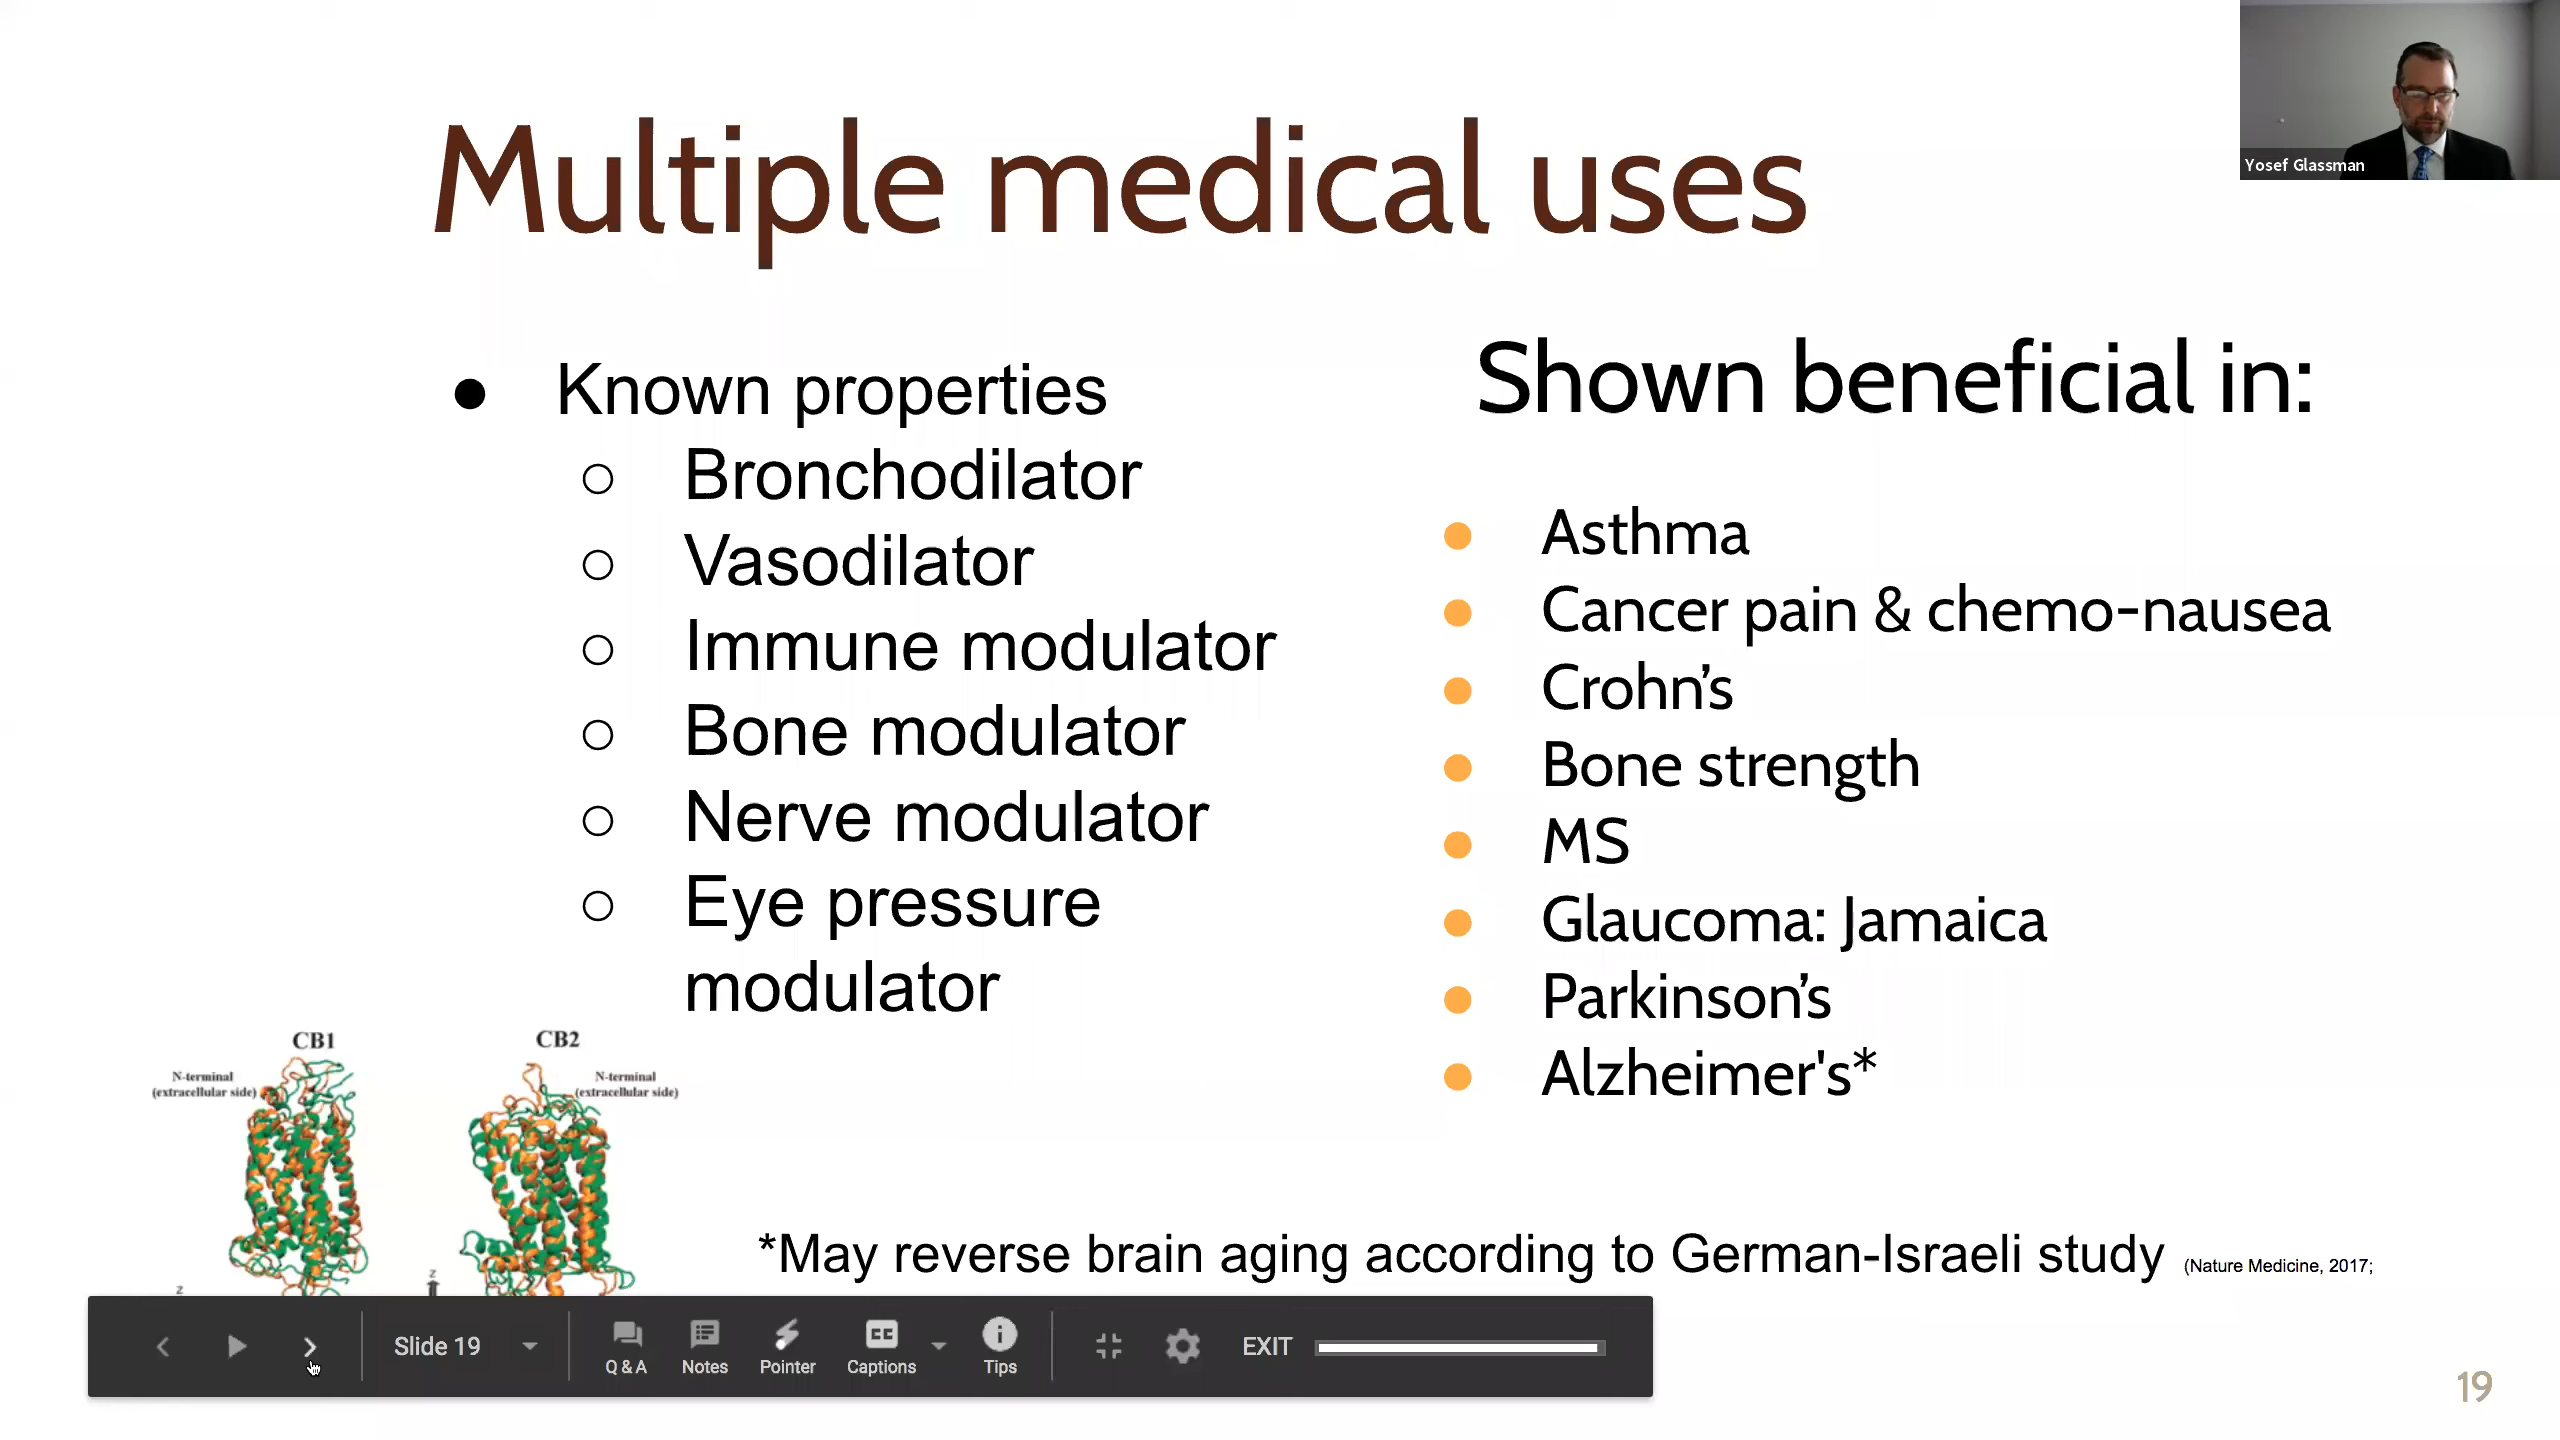 Multiple medical uses
Yosef Glassman
● Known properties
○ Bronchodilator
○ Vasodilator
○ Immune modulator
○ Bone modulator
○ Nerve modulator
○ Eye pressure
modulator
Shown beneficial in:
● Asthma
● Cancer pain & chemo-nausea
● Crohn’s
● Bone strength
● MS
● Glaucoma: Jamaica
● Parkinson’s
● Alzheimer's*
CB1
N-terminal
(extracellular side)
z
CB2
N-terminal
(extracellular side)
z
*May reverse brain aging according to German-Israeli study (Nature Medicine, 2017;
Slide 19
Q & A
Notes
Pointer
CC
Captions
Tips
EXIT
19